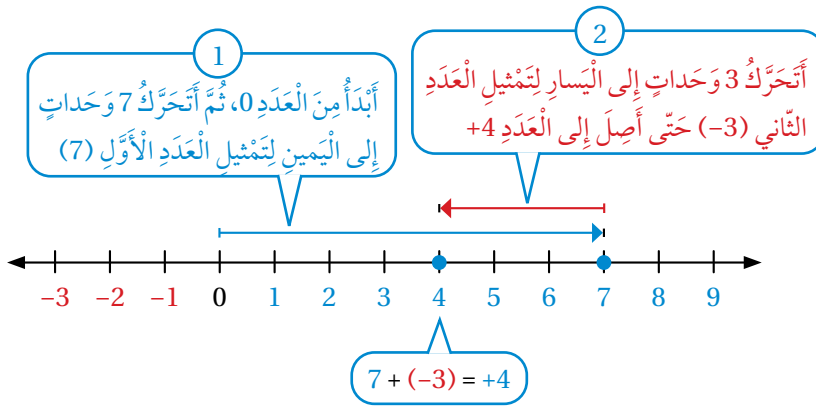 1
أَبْدَأُ مِنَ الْعَدَدِ 0، ثُمَّ أَتَحَرَّكُ 7 وَحَداتٍ
إِلى الْيَمينِ لِتَمْثيلِ الْعَدَدِ الْأَوَّلِ (7)
2
أَتَحَرَّكُ 3 وَحَداتٍ إِلى الْيَسارِ لِتَمْثيلِ الْعَدَدِ
الثّاني (−3) حَتّى أَصِلَ إِلى الْعَدَدِ 4+
−3 −2 −1 0 1 2 3 4 5 6 7 8 9
7 + (−3) = +4